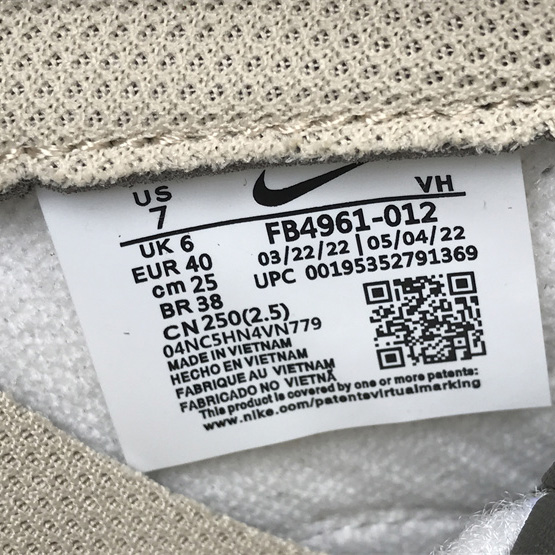 US
7
VH
FB4961-012
UK 6
03/22/22 | 05/04/22
EUR 40
UPC 00195352791369
cm 25
BR 38
CN 250(2.5)
04NC5HN4VN779
MADE IN VIETNAM
HECHO EN VIETNAM
FABRIQUE AU VIETNAM
FABRICADO NO VIETNÃ
This product is covered by one or more patents:
www.nike.com/patentsvirtualmarking